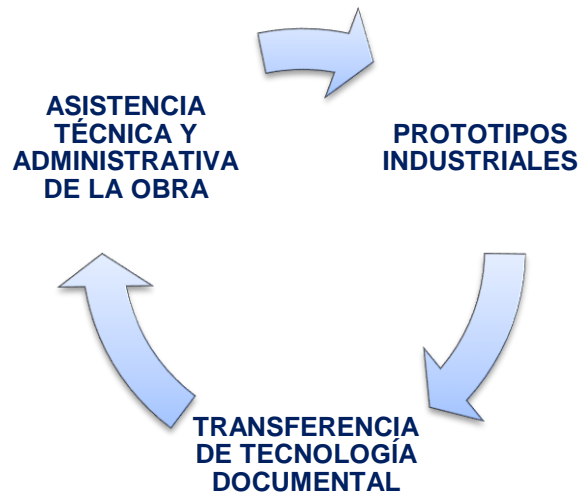 ASISTENCIA
TÉCNICA Y
ADMINISTRATIVA
DE LA OBRA
PROTOTIPOS
INDUSTRIALES
TRANSFERENCIA
DE TECNOLOGÍA
DOCUMENTAL